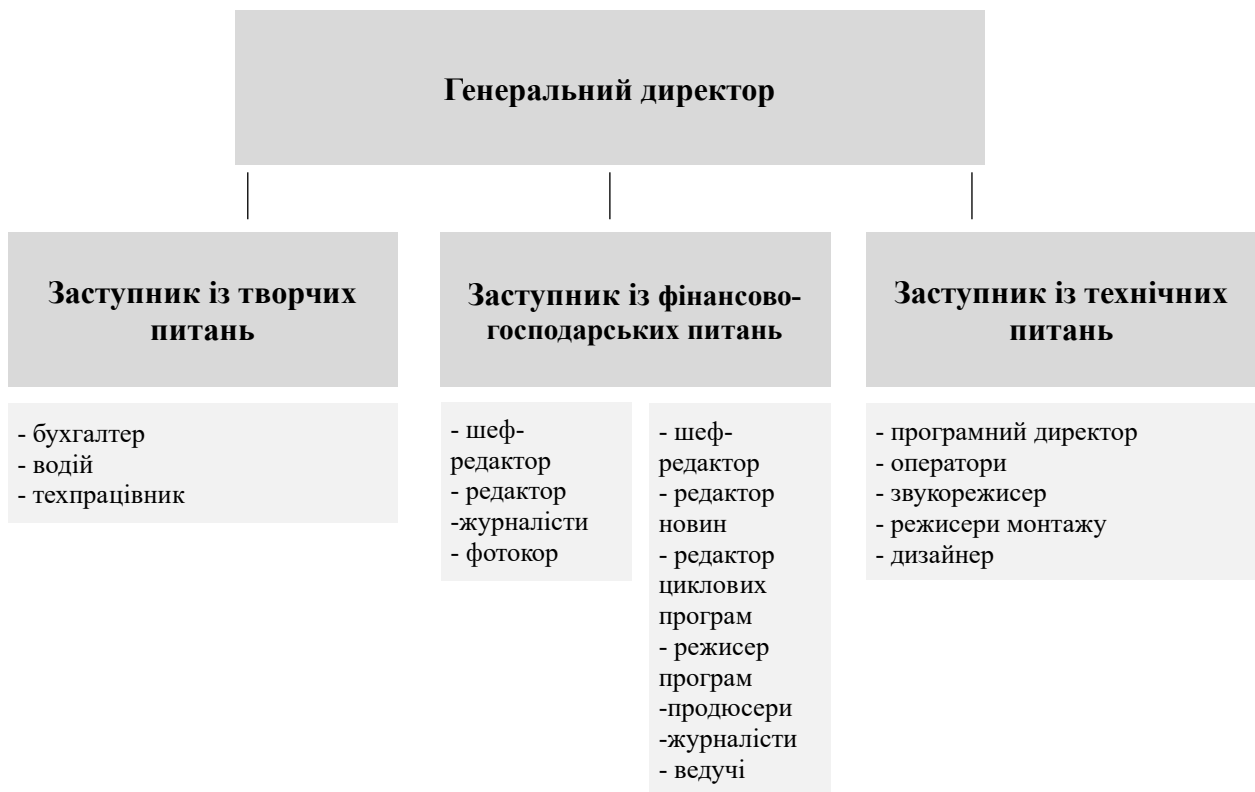 Генеральний директор
Заступник із творчих
питань
Заступник із фінансово-
господарських питань
Заступник із технічних
питань
- бухгалтер
- водій
- техпрацівник
- шеф-
редактор
- редактор
-журналісти
- фотокор
- шеф-
редактор
- редактор
новин
- редактор
циклових
програм
- режисер
програм
-продюсери
-журналісти
- ведучі
- програмний директор
- оператори
- звукорежисер
- режисери монтажу
- дизайнер